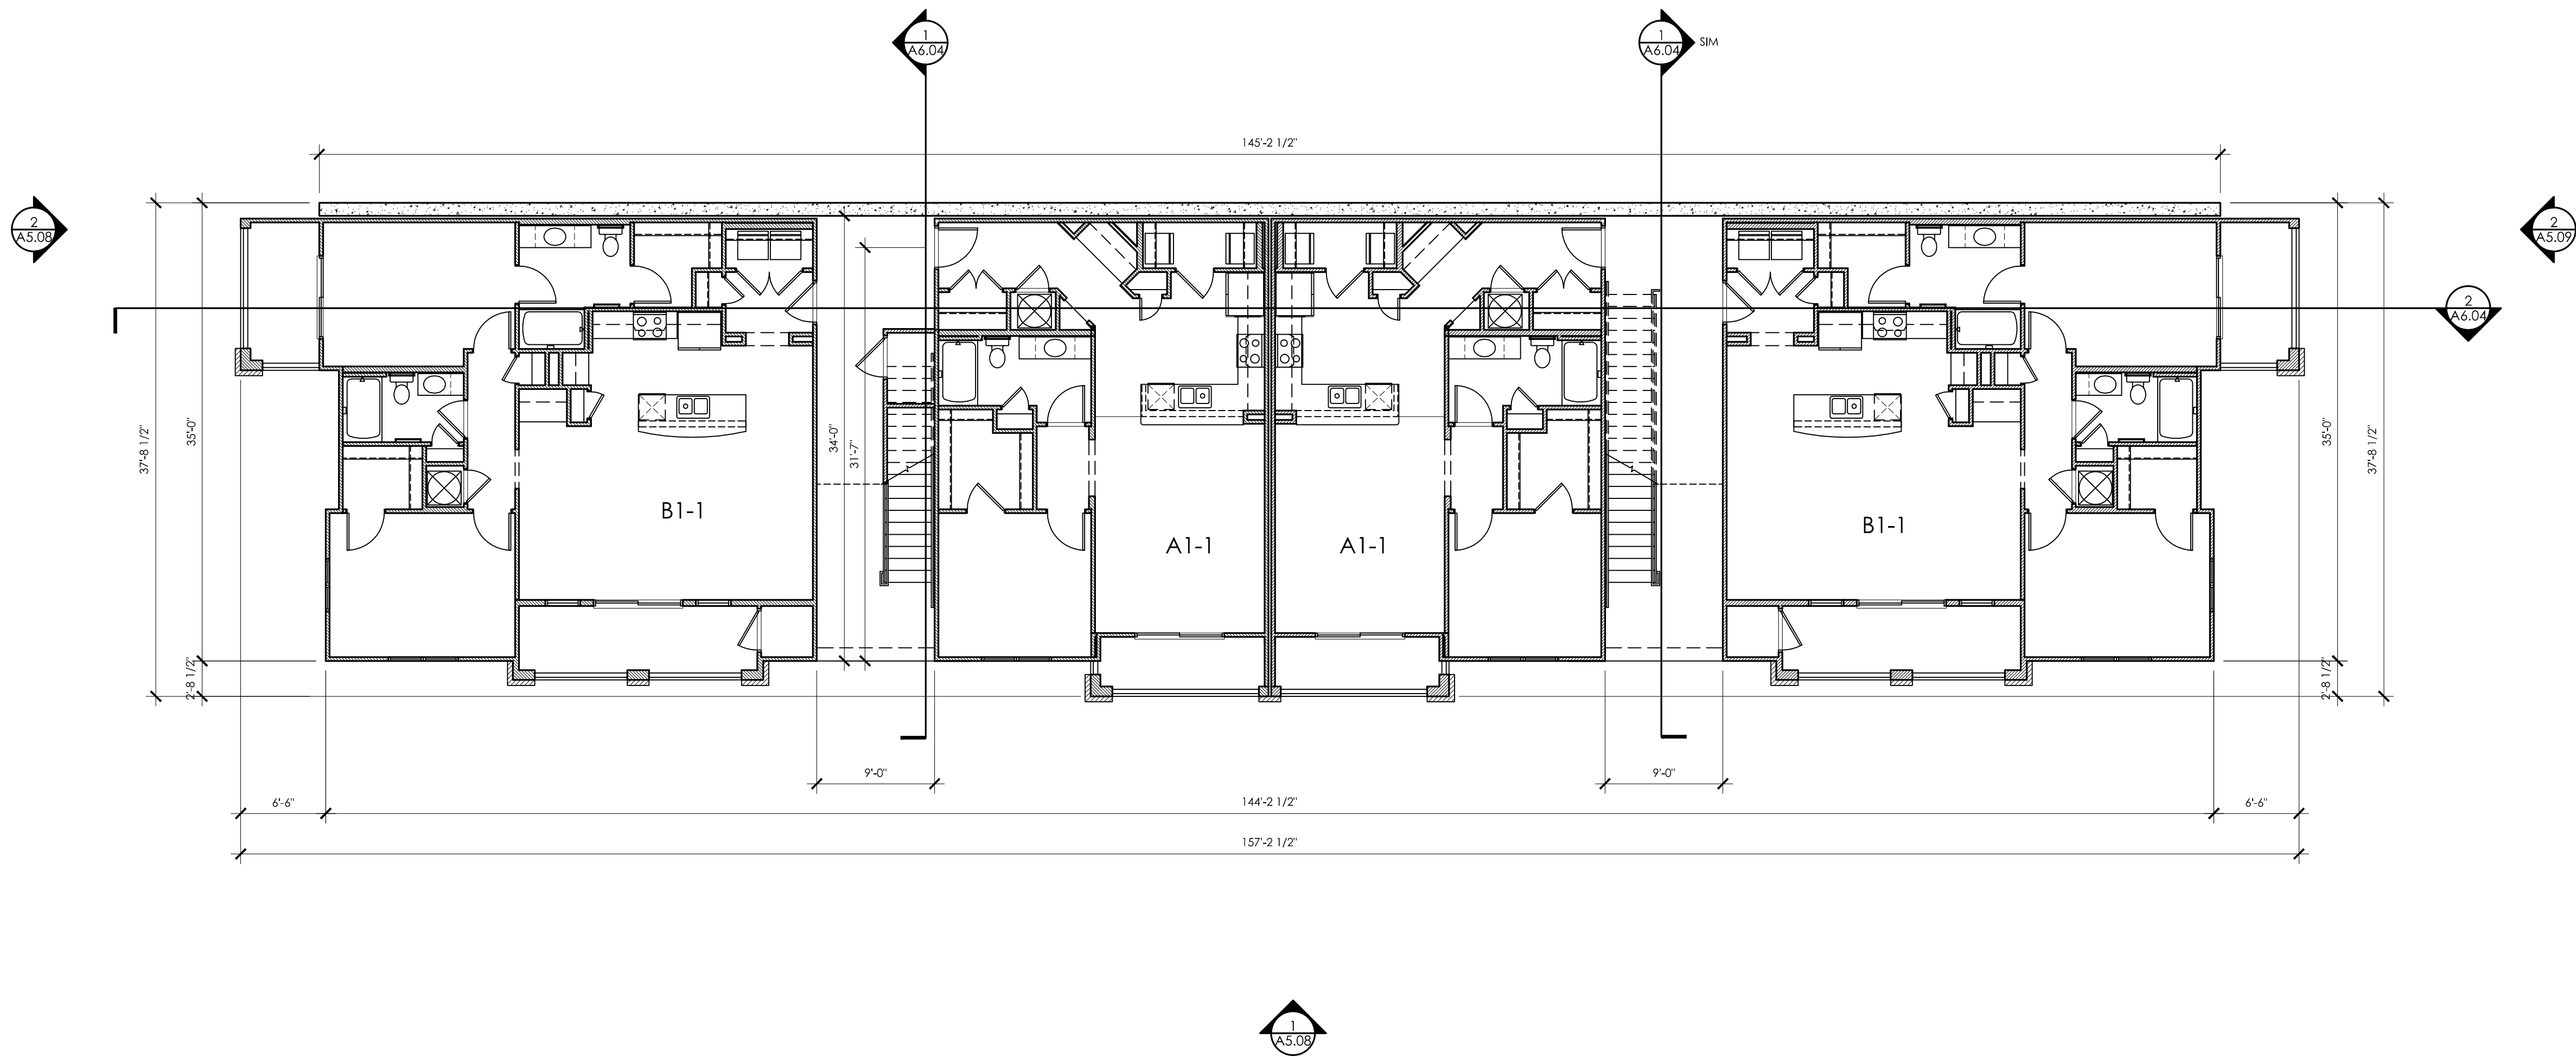 1
A6.04
1
A6.04
SIM
145'-2 1/2"
2
A5.08
2
A5.09
2
A6.04
37'-8 1/2"
35'-0"
34'-0"
31'-7"
35'-0"
37'-8 1/2"
B1-1
A1-1
A1-1
B1-1
2'-8 1/2"
2'-8 1/2"
9'-0"
9'-0"
6'-6"
144'-2 1/2"
6'-6"
157'-2 1/2"
1
A5.08